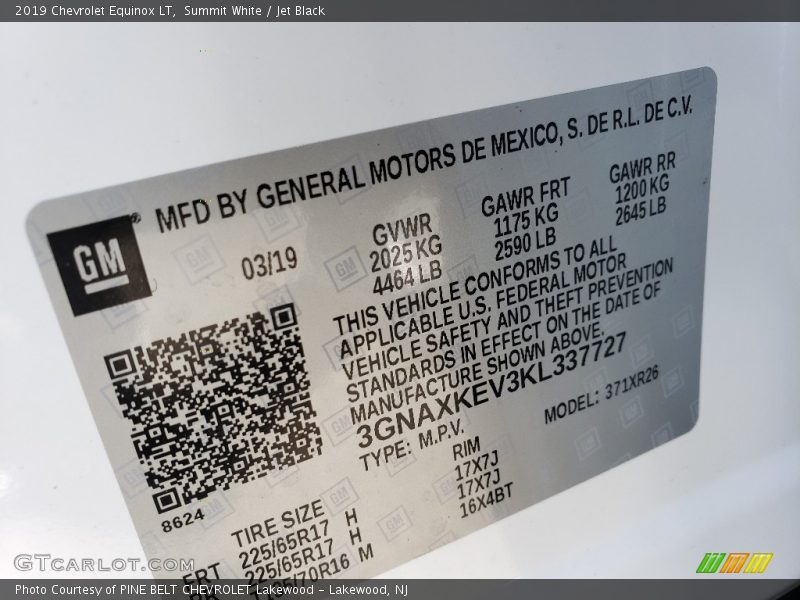 2019 Chevrolet Equinox LT, Summit White / Jet Black
MFD BY GENERAL MOTORS DE MEXICO, S. DE R.L. DE C.V.
GM®
03/19
GVWR
2025 KG
4464 LB
GAWR FRT
1175 KG
2590 LB
GAWR RR
1200 KG
2645 LB
THIS VEHICLE CONFORMS TO ALL
APPLICABLE U.S. FEDERAL MOTOR
VEHICLE SAFETY AND THEFT PREVENTION
STANDARDS IN EFFECT ON THE DATE OF
MANUFACTURE SHOWN ABOVE.
3GNAXKEV3KL337727
TYPE: M.P.V.
MODEL: 371XR26
8624
TIRE SIZE
RIM
FRT 225/65R17 H 17X7J
225/65R17 H 17X7J
70R16 M 16X4BT
GTCarlot.com
Photo Courtesy of PINE BELT CHEVROLET Lakewood - Lakewood, NJ